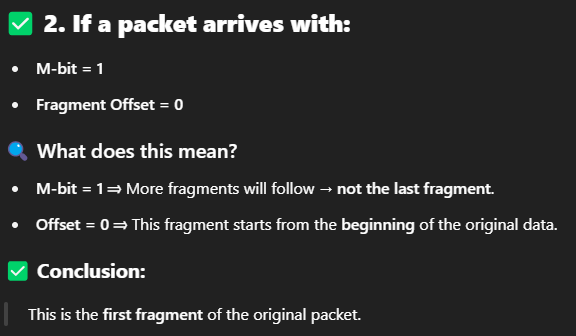 ✅ 2. If a packet arrives with:
• M-bit = 1
• Fragment Offset = 0
🔍 What does this mean?
• M-bit = 1 ⇒ More fragments will follow → not the last fragment.
• Offset = 0 ⇒ This fragment starts from the beginning of the original data.
✅ Conclusion:
This is the first fragment of the original packet.